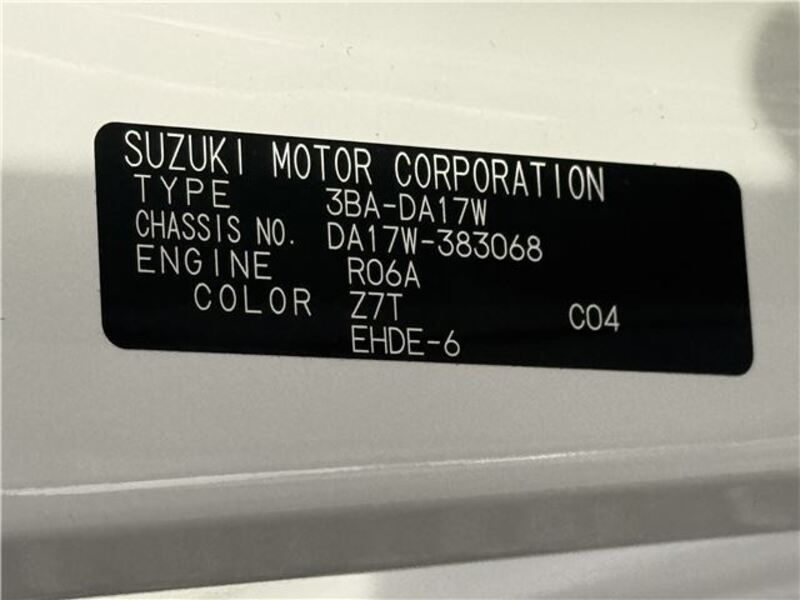 SUZUKI MOTOR CORPORATION
TYPE 3BA-DA17W
CHASSIS NO. DA17W-383068
ENGINE R06A
COLOR Z7T C04
EHDE-6